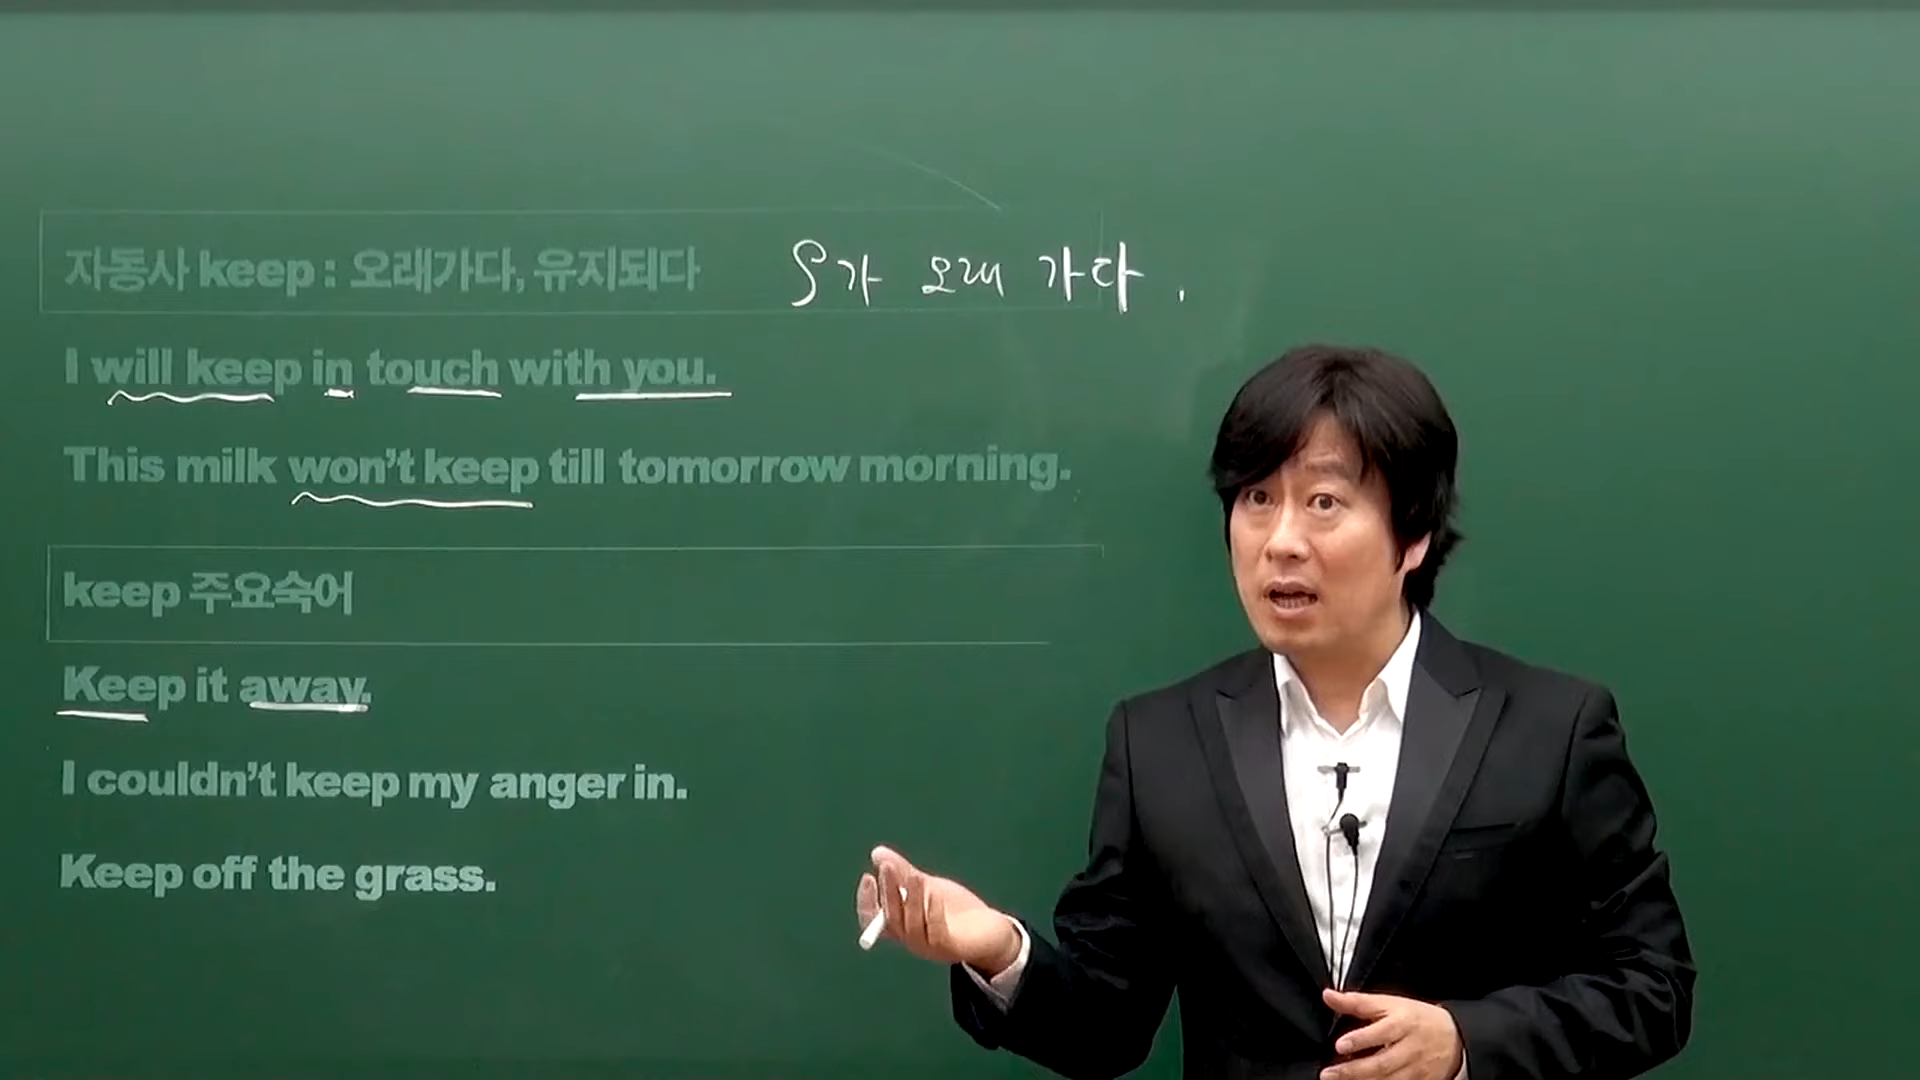 자동사 keep : 오래가다, 유지되다 S가 오래 가다.
I will keep in touch with you.
This milk won't keep till tomorrow morning.
keep 주요숙어
Keep it away.
I couldn't keep my anger in.
Keep off the grass.